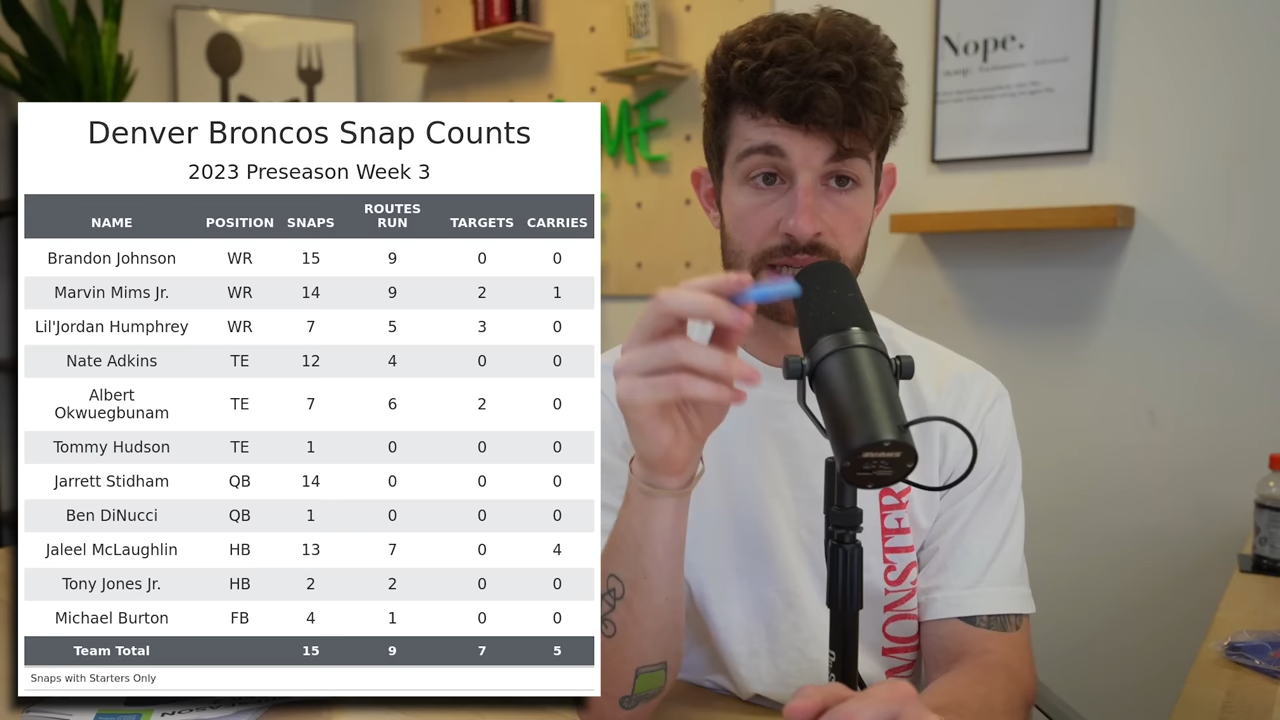 Denver Broncos Snap Counts
2023 Preseason Week 3
NAME POSITION SNAPS ROUTES RUN TARGETS CARRIES
Brandon Johnson WR 15 9 0 0
Marvin Mims Jr. WR 14 9 2 1
Lil'Jordan Humphrey WR 7 5 3 0
Nate Adkins TE 12 4 0 0
Albert Okwuegbunam TE 7 6 2 0
Tommy Hudson TE 1 0 0 0
Jarrett Stidham QB 14 0 0 0
Ben DiNucci QB 1 0 0 0
Jaleel McLaughlin HB 13 7 0 4
Tony Jones Jr. HB 2 2 0 0
Michael Burton FB 4 1 0 0
Team Total 15 9 7 5
Snaps with Starters Only
ME
Nope.
MONSTER